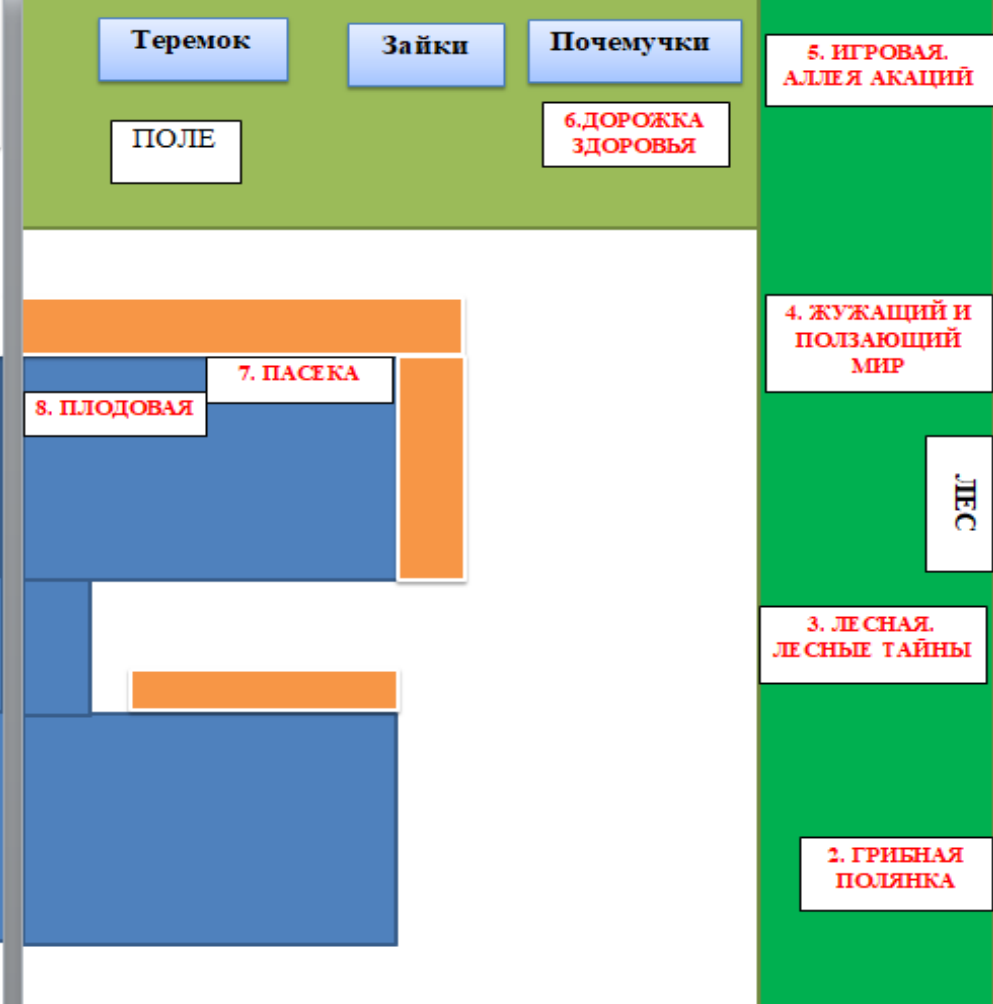 Теремок
Зайки
Почемучки
5. ИГРОВАЯ.
АЛЛЕЯ АКАЦИЙ
ПОЛЕ
6.ДОРОЖКА
ЗДОРОВЬЯ
4. ЖУЖАЩИЙ И
ПОЛЗАЮЩИЙ
МИР
7. ПАСЕКА
8. ПЛОДОВАЯ
ЛЕС
3. ЛЕСНАЯ.
ЛЕСНЫЕ ТАЙНЫ
2. ГРИБНАЯ
ПОЛЯНКА